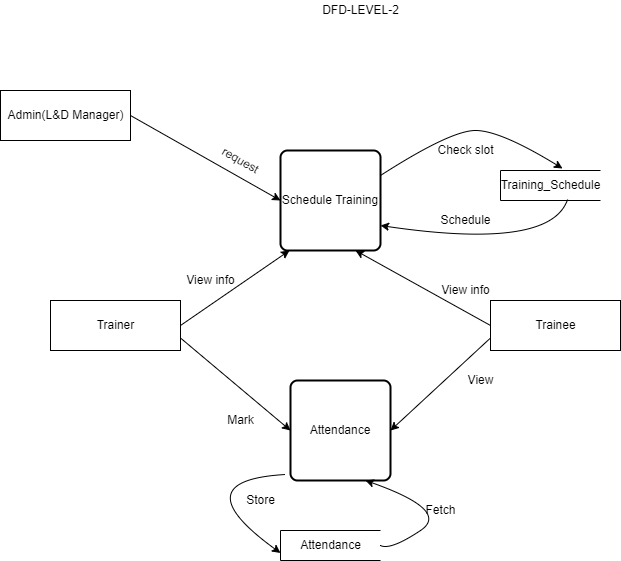 DFD-LEVEL-2
Admin(L&D Manager)
request
Check slot
Schedule Training
Training_Schedule
Schedule
View info
View info
Trainer
Trainee
View
Mark
Attendance
Store
Fetch
Attendance